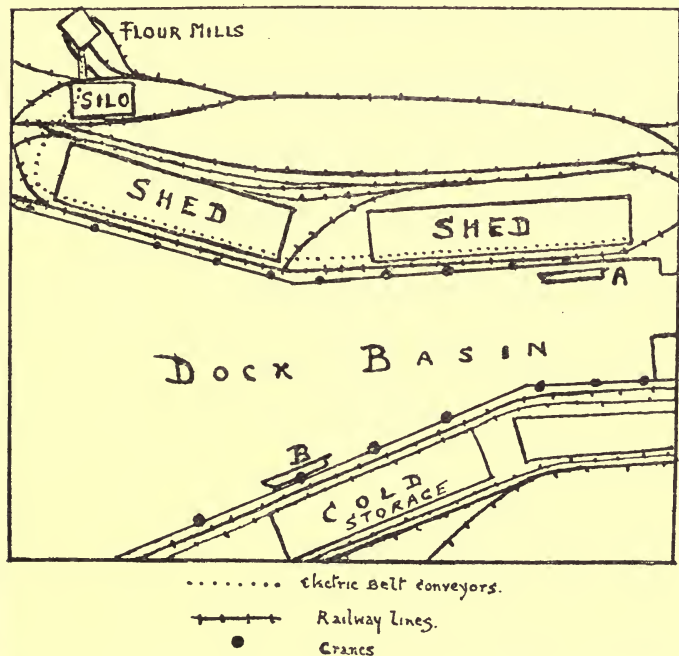 FLOUR MILLS
SILO
SHED
SHED
A
DOCK BASIN
B
COLD
STORAGE
Electric Belt Conveyors.
Railway Lines.
Cranes